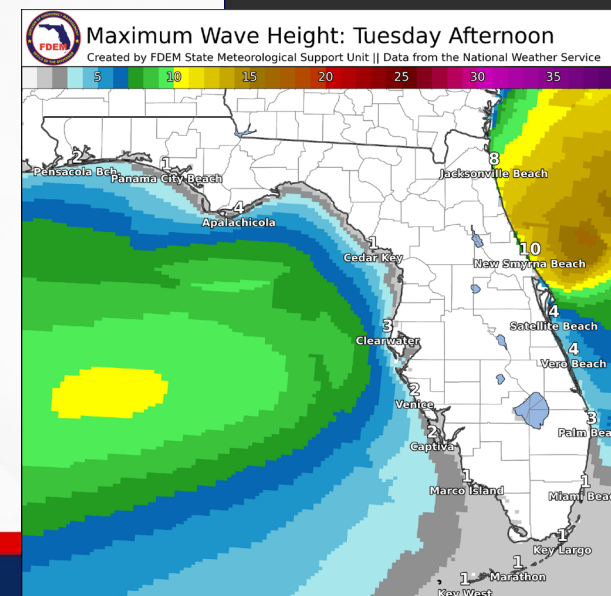 Maximum Wave Height: Tuesday Afternoon
Created by FDEM State Meteorological Support Unit || Data from the National Weather Service
FDEM
5 10 15 20 25 30 35
8
Jacksonville Beach
2
Pensacola Bch
1
Panama City Beach
4
Apalachicola
1
Cedar Key
10
New Smyrna Beach
4
Satellite Beach
3
Clearwater
4
Vero Beach
2
Venice
3
Palm Bea
2
Captiva
1
Marco Island
1
Miami Beac
1
Key Largo
1
Marathon
1
Key West